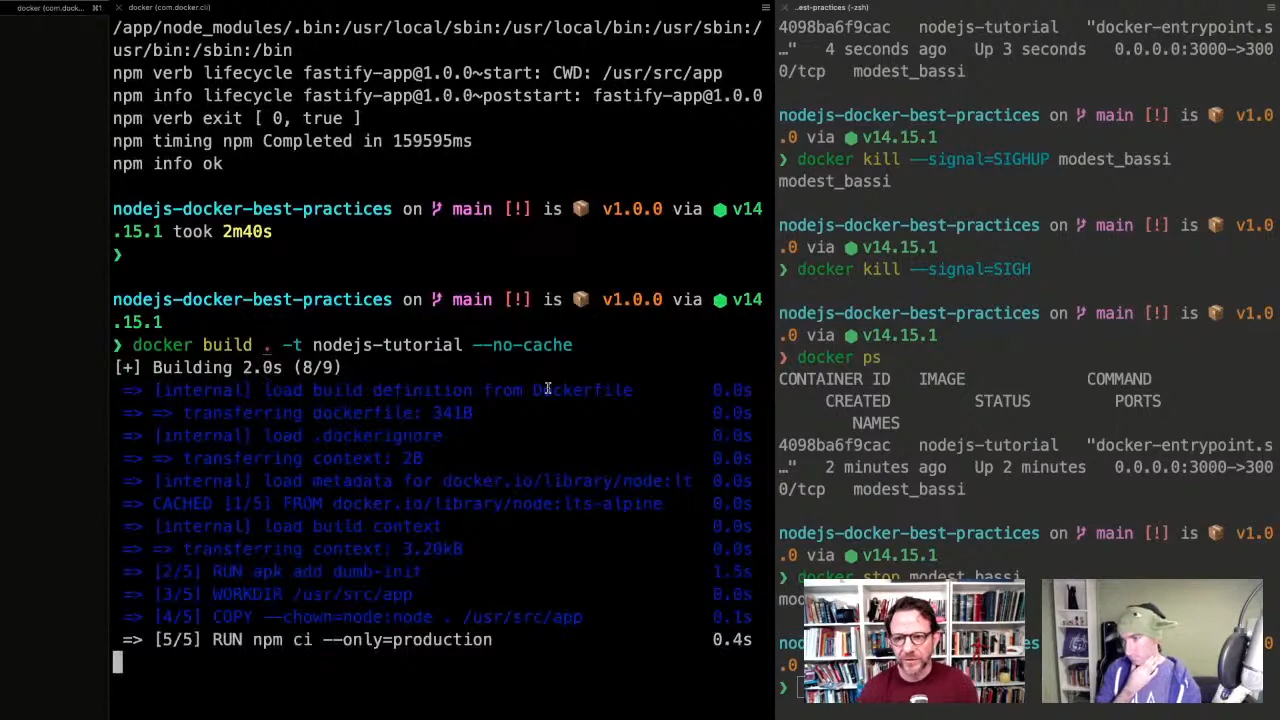 docker (com.dock... ⌘1
docker (com.docker.cli)
/app/node_modules/.bin:/usr/local/sbin:/usr/local/bin:/usr/sbin:/
usr/bin:/sbin:/bin
npm verb lifecycle fastify-app@1.0.0~start: CWD: /usr/src/app
npm info lifecycle fastify-app@1.0.0~poststart: fastify-app@1.0.0
npm verb exit [ 0, true ]
npm timing npm Completed in 159595ms
npm info ok
nodejs-docker-best-practices on main [!] is v1.0.0 via v14
.15.1 took 2m40s
❯
nodejs-docker-best-practices on main [!] is v1.0.0 via v14
.15.1
❯ docker build . -t nodejs-tutorial --no-cache
[+] Building 2.0s (8/9)
=> [internal] load build definition from Dockerfile 0.0s
=> => transferring dockerfile: 341B 0.0s
=> [internal] load .dockerignore 0.0s
=> => transferring context: 2B 0.0s
=> [internal] load metadata for docker.io/library/node:lt 0.0s
=> CACHED [1/5] FROM docker.io/library/node:lts-alpine 0.0s
=> [internal] load build context 0.0s
=> => transferring context: 3.20kB 0.0s
=> [2/5] RUN apk add dumb-init 1.5s
=> [3/5] WORKDIR /usr/src/app 0.0s
=> [4/5] COPY --chown=node:node . /usr/src/app 0.1s
=> [5/5] RUN npm ci --only=production 0.4s
..est-practices (-zsh)
4098ba6f9cac nodejs-tutorial "docker-entrypoint.s
…" 4 seconds ago Up 3 seconds 0.0.0.0:3000->300
0/tcp modest_bassi
nodejs-docker-best-practices on main [!] is v1.0
.0 via v14.15.1
❯ docker kill --signal=SIGHUP modest_bassi
modest_bassi
nodejs-docker-best-practices on main [!] is v1.0
.0 via v14.15.1
❯ docker kill --signal=SIGH
nodejs-docker-best-practices on main [!] is v1.0
.0 via v14.15.1
❯ docker ps
CONTAINER ID IMAGE COMMAND
CREATED STATUS PORTS
NAMES
4098ba6f9cac nodejs-tutorial "docker-entrypoint.s
…" 2 minutes ago Up 2 minutes 0.0.0.0:3000->300
0/tcp modest_bassi
nodejs-docker-best-practices on main [!] is v1.0
.0 via v14.15.1
❯ docker stop modest_bassi
.0
❯